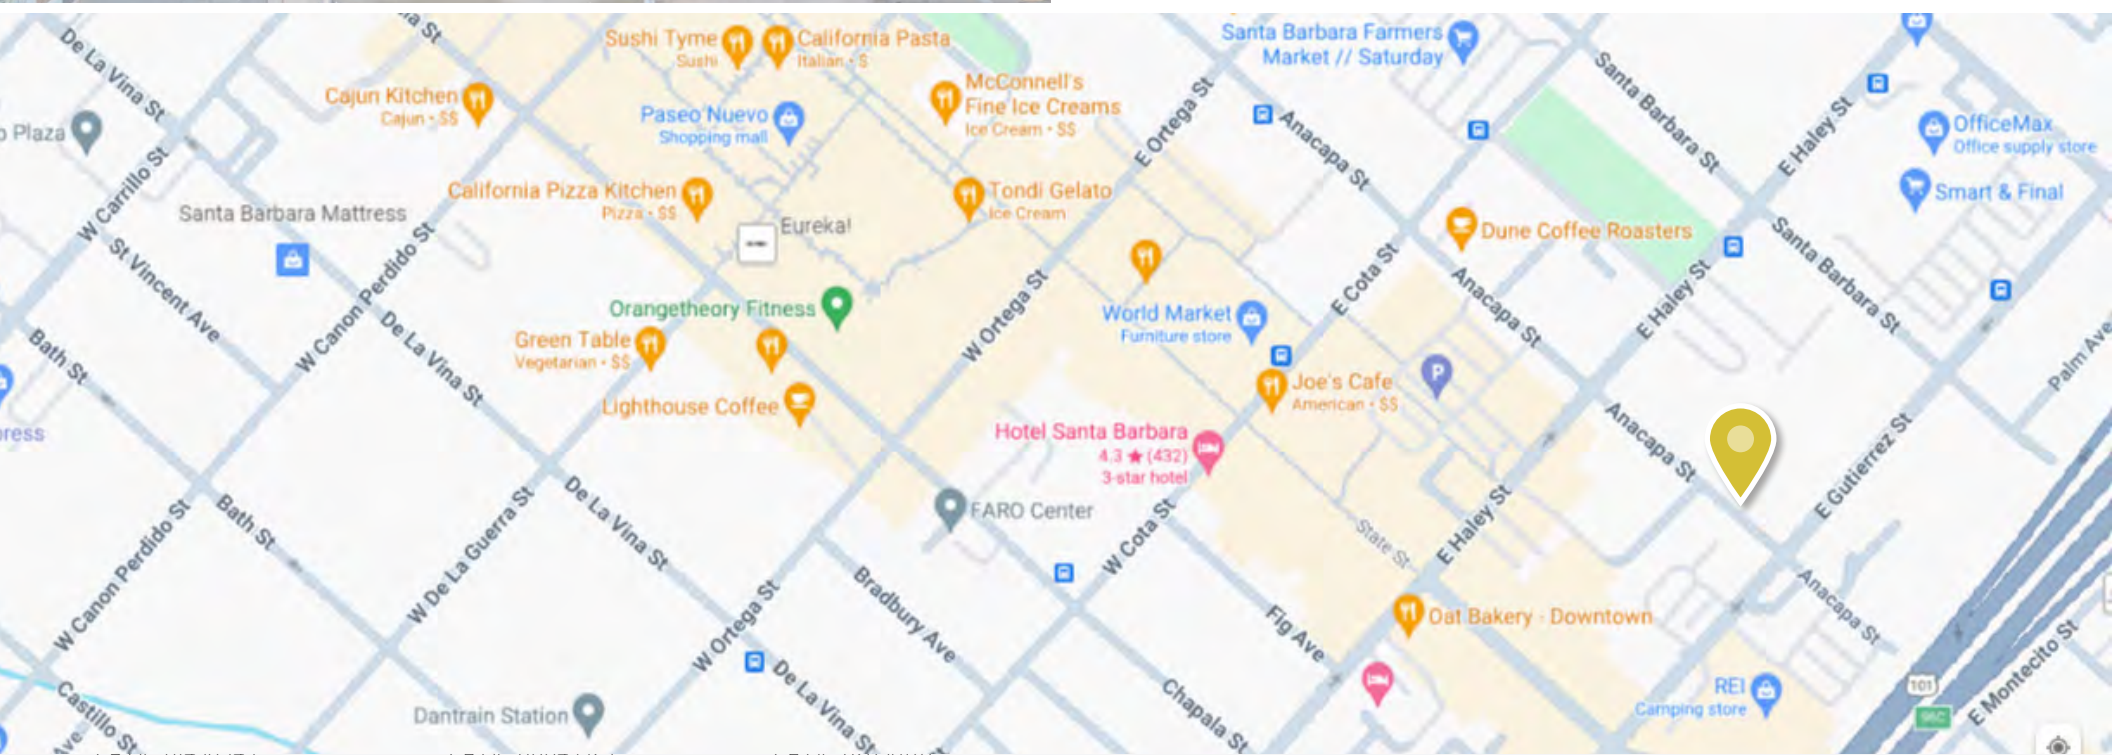 De La Vina St
o Plaza
W Carrillo St
Santa Barbara Mattress
St Vincent Ave
W Canon Perdido St
De La Vina St
Bath St
ress
Cajun Kitchen
Cajun · $$
Sushi Tyme
Sushi
California Pasta
Italian · $
Paseo Nuevo
Shopping mall
McConnell's
Fine Ice Creams
Ice Cream · $$
California Pizza Kitchen
Pizza · $$
Tondi Gelato
Ice Cream
Eureka!
Orangetheory Fitness
Green Table
Vegetarian · $$
Lighthouse Coffee
E Ortega St
W Ortega St
Santa Barbara Farmers
Market // Saturday
Anacapa St
Santa Barbara St
E Haley St
OfficeMax
Office supply store
Smart & Final
Dune Coffee Roasters
Santa Barbara St
E Haley St
E Cota St
Anacapa St
World Market
Furniture store
Joe's Cafe
American · $$
P
Palm Ave
Hotel Santa Barbara
4.3 ★ (432)
3-star hotel
FARO Center
Anacapa St
E Gutierrez St
W Canon Perdido St
Bath St
W De La Guerra St
De La Vina St
W Ortega St
Bradbury Ave
W Cota St
State St
E Haley St
Fig Ave
Oat Bakery - Downtown
Anacapa St
E Montecito St
101
REI
Camping store
Chapala St
De La Vina St
Dantrain Station
Castillo St
Ave